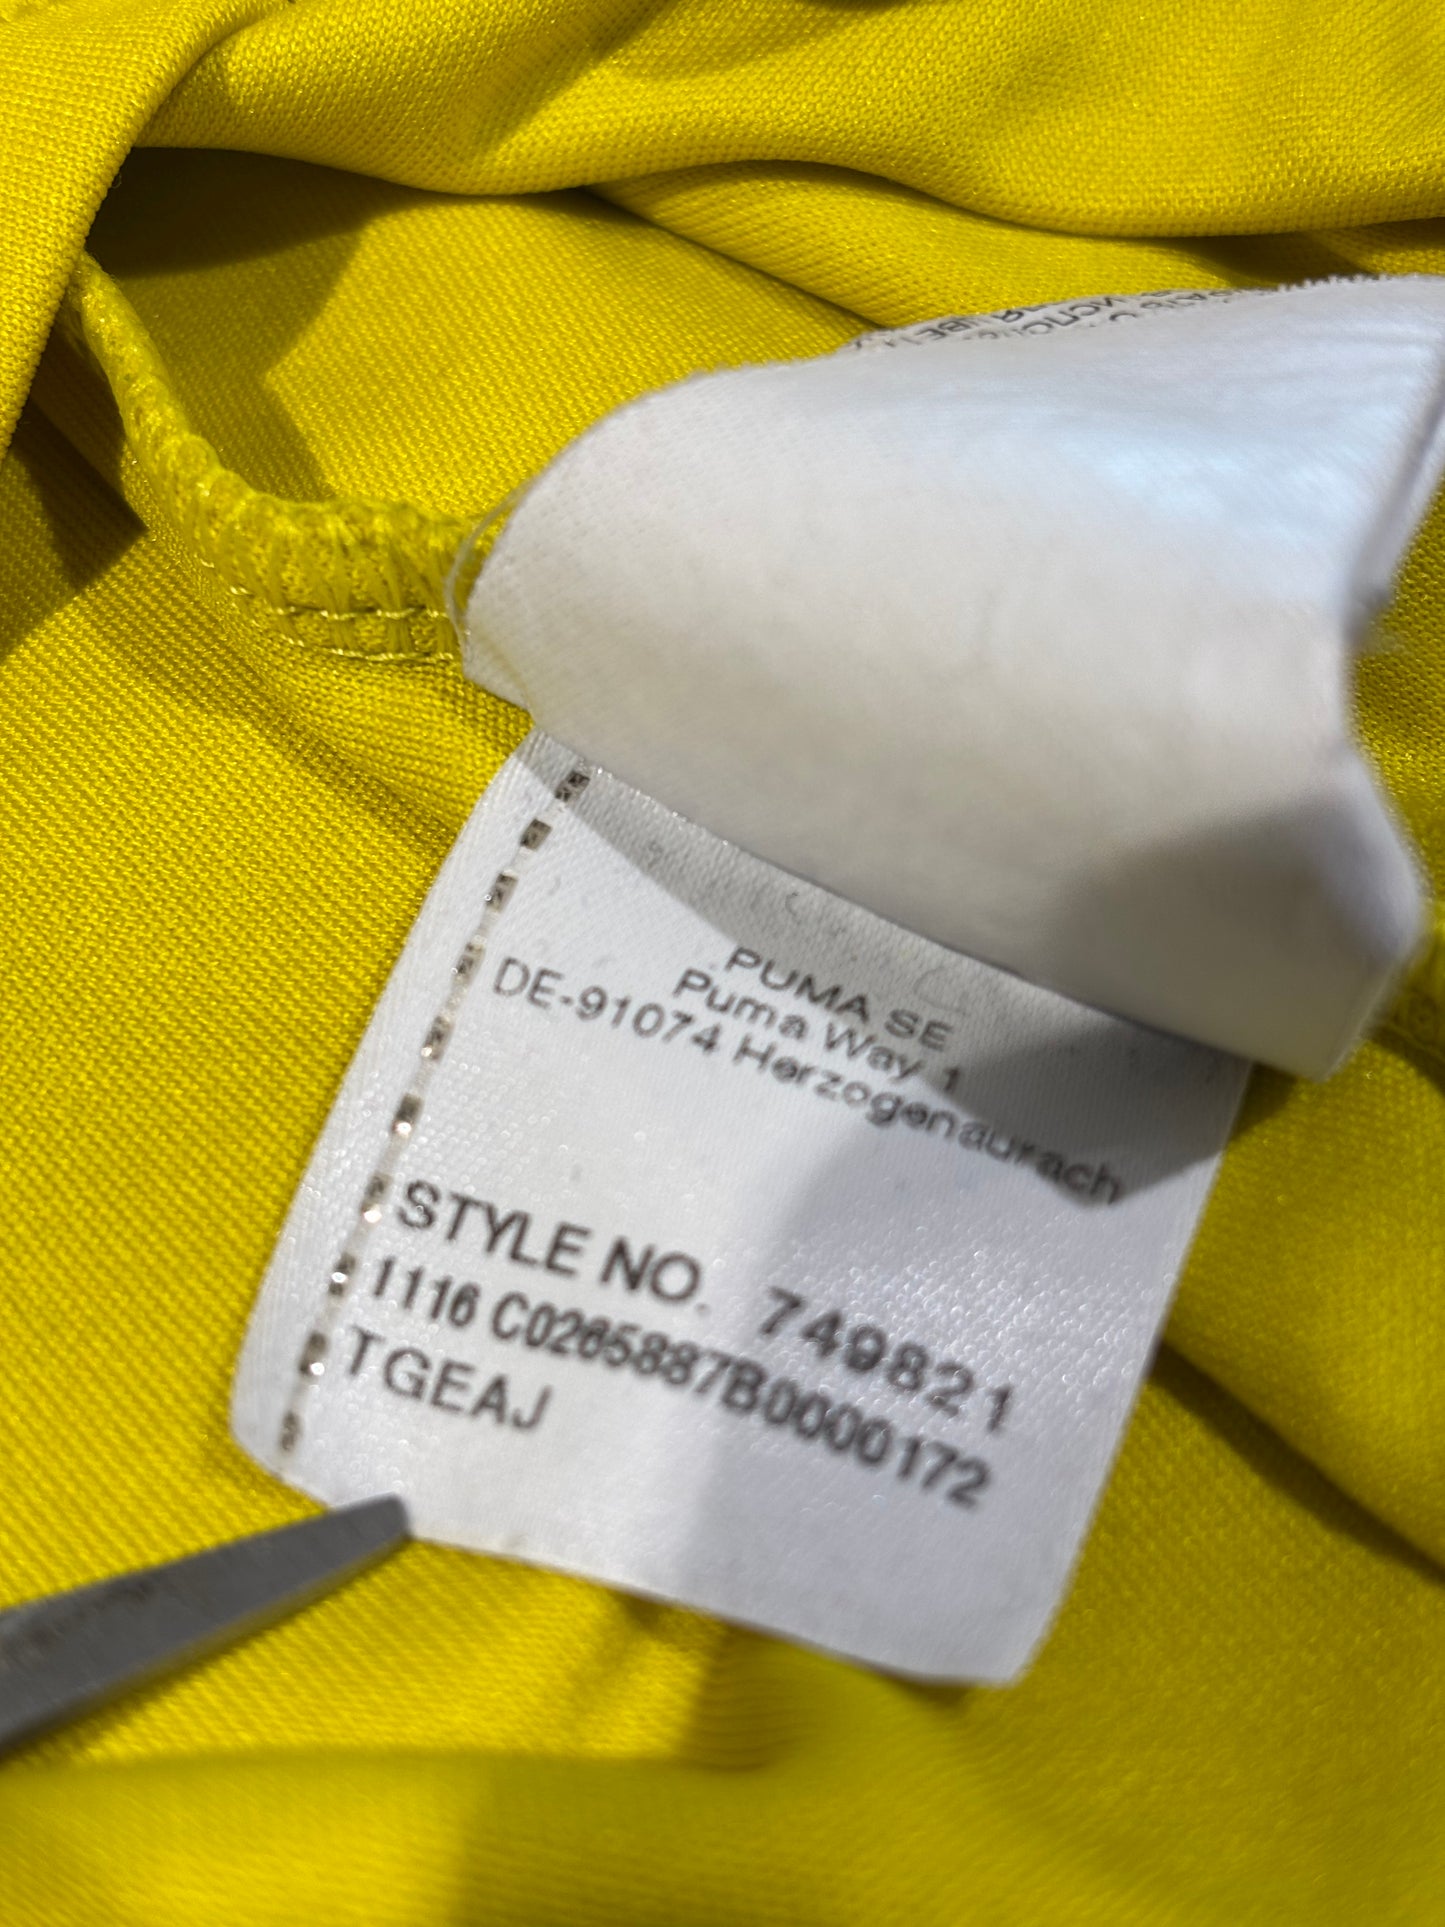 PUMA SE
Puma Way 1
DE-91074 Herzogenaurach
STYLE NO. 749821
1116 C0265887B0000172
TGEAJ